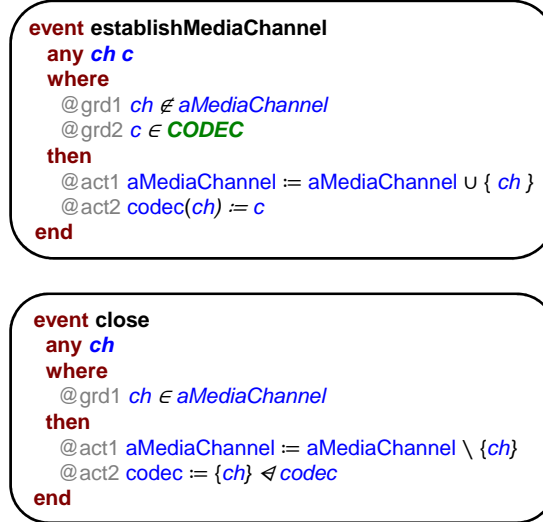 event establishMediaChannel
any ch c
where
@grd1 ch ∉ aMediaChannel
@grd2 c ∈ CODEC
then
@act1 aMediaChannel ≔ aMediaChannel ∪ { ch }
@act2 codec(ch) ≔ c
end
event close
any ch
where
@grd1 ch ∈ aMediaChannel
then
@act1 aMediaChannel ≔ aMediaChannel \ {ch}
@act2 codec ≔ {ch} ⩤ codec
end